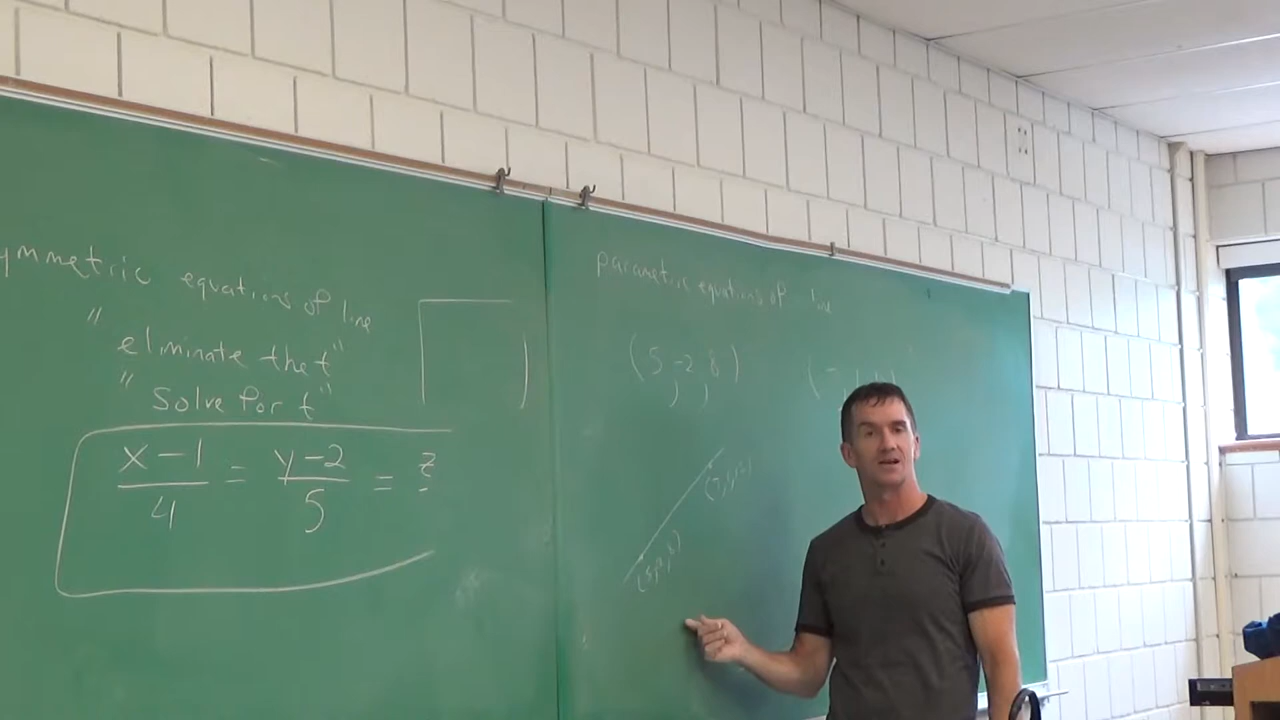 ymmetric equations of line
"eliminate the t"
"Solve for t"
x - 1 / 4 = y - 2 / 5 = z
parametric equations of line
(5, -2, 8)